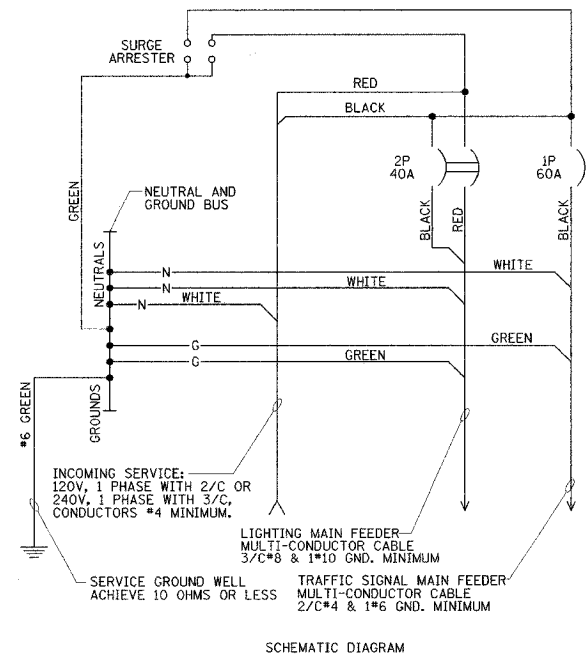 SURGE
ARRESTER
RED
BLACK
2P
40A
1P
60A
NEUTRAL AND
GROUND BUS
GREEN
BLACK
RED
BLACK
NEUTRALS
N
WHITE
N
WHITE
N
WHITE
G
GREEN
G
GREEN
#6 GREEN
GROUNDS
INCOMING SERVICE:
120V, 1 PHASE WITH 2/C OR
240V, 1 PHASE WITH 3/C,
CONDUCTORS #4 MINIMUM.
LIGHTING MAIN FEEDER
MULTI-CONDUCTOR CABLE
3/C#8 & 1#10 GND. MINIMUM
SERVICE GROUND WELL
ACHIEVE 10 OHMS OR LESS
TRAFFIC SIGNAL MAIN FEEDER
MULTI-CONDUCTOR CABLE
2/C#4 & 1#6 GND. MINIMUM
SCHEMATIC DIAGRAM